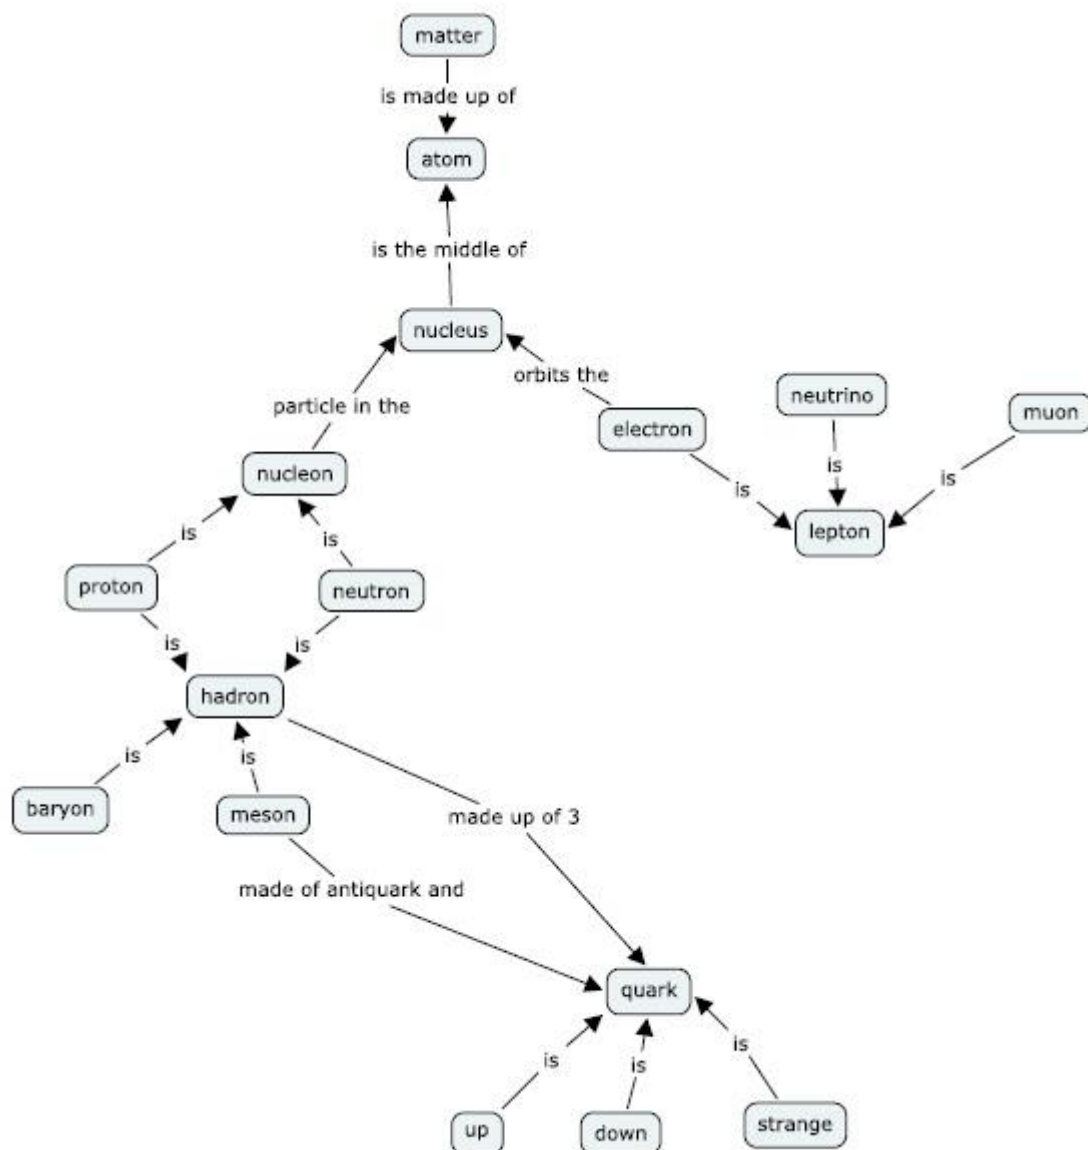 matter
is made up of
atom
is the middle of
nucleus
orbits the
particle in the
electron
neutrino
muon
nucleon
is
is
is
lepton
is
is
proton
neutron
is
is
hadron
is
is
baryon
meson
made up of 3
made of antiquark and
quark
is
is
is
up
down
strange